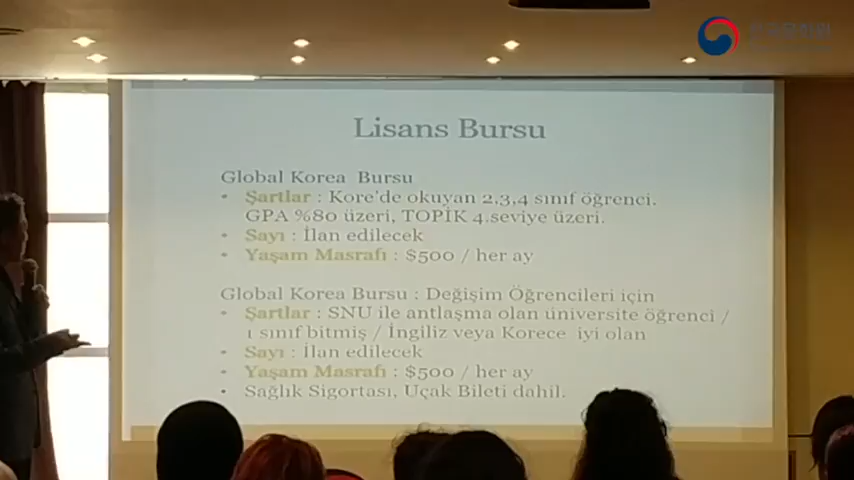 Lisans Bursu
Global Korea Bursu
• Şartlar : Kore'de okuyan 2,3,4 sınıf öğrenci.
GPA %80 üzeri, TOPİK 4.seviye üzeri.
• Sayı : İlan edilecek
• Yaşam Masrafı : $500 / her ay
Global Korea Bursu : Değişim Öğrencileri için
• Şartlar : SNU ile antlaşma olan üniversite öğrenci /
1 sınıf bitmiş / İngiliz veya Korece iyi olan
• Sayı : İlan edilecek
• Yaşam Masrafı : $500 / her ay
• Sağlık Sigortası, Uçak Bileti dahil.